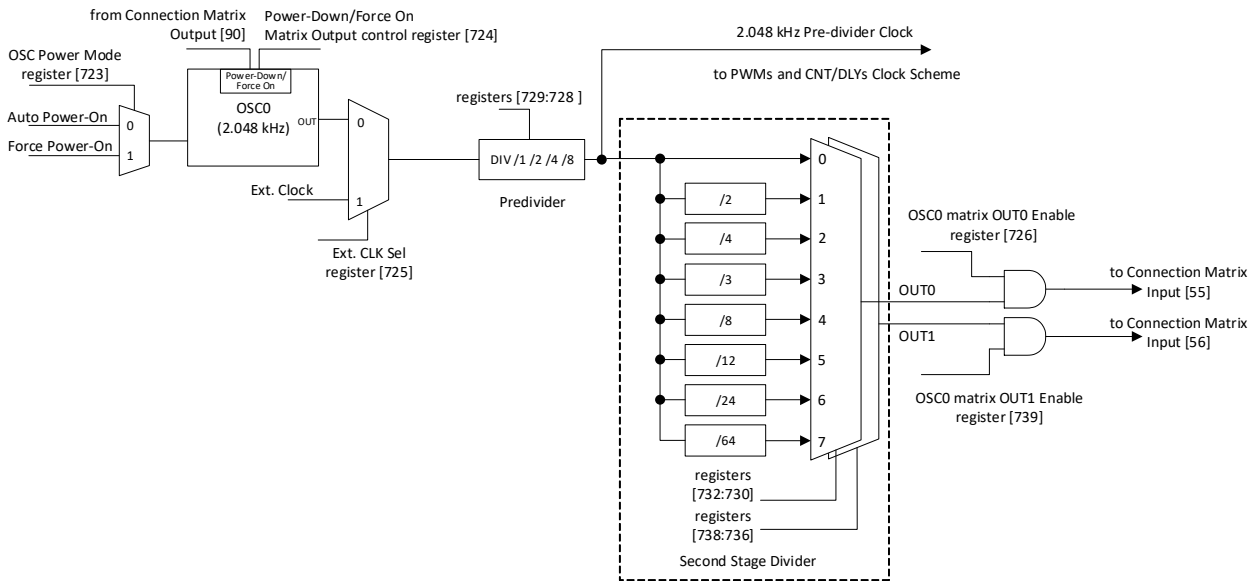 from Connection Matrix
Output [90]
Power-Down/Force On
Matrix Output control register [724]
OSC Power Mode
register [723]
Auto Power-On
Force Power-On
0
1
Power-Down/
Force On
OSC0
(2.048 kHz)
OUT
0
1
Ext. Clock
Ext. CLK Sel
register [725]
registers [729:728 ]
DIV /1 /2 /4 /8
Predivider
2.048 kHz Pre-divider Clock
to PWMs and CNT/DLYs Clock Scheme
0
/2
1
/4
2
/3
3
/8
4
/12
5
/24
6
/64
7
registers
[732:730]
registers
[738:736]
Second Stage Divider
OSC0 matrix OUT0 Enable
register [726]
OUT0
OUT1
to Connection Matrix
Input [55]
to Connection Matrix
Input [56]
OSC0 matrix OUT1 Enable
register [739]